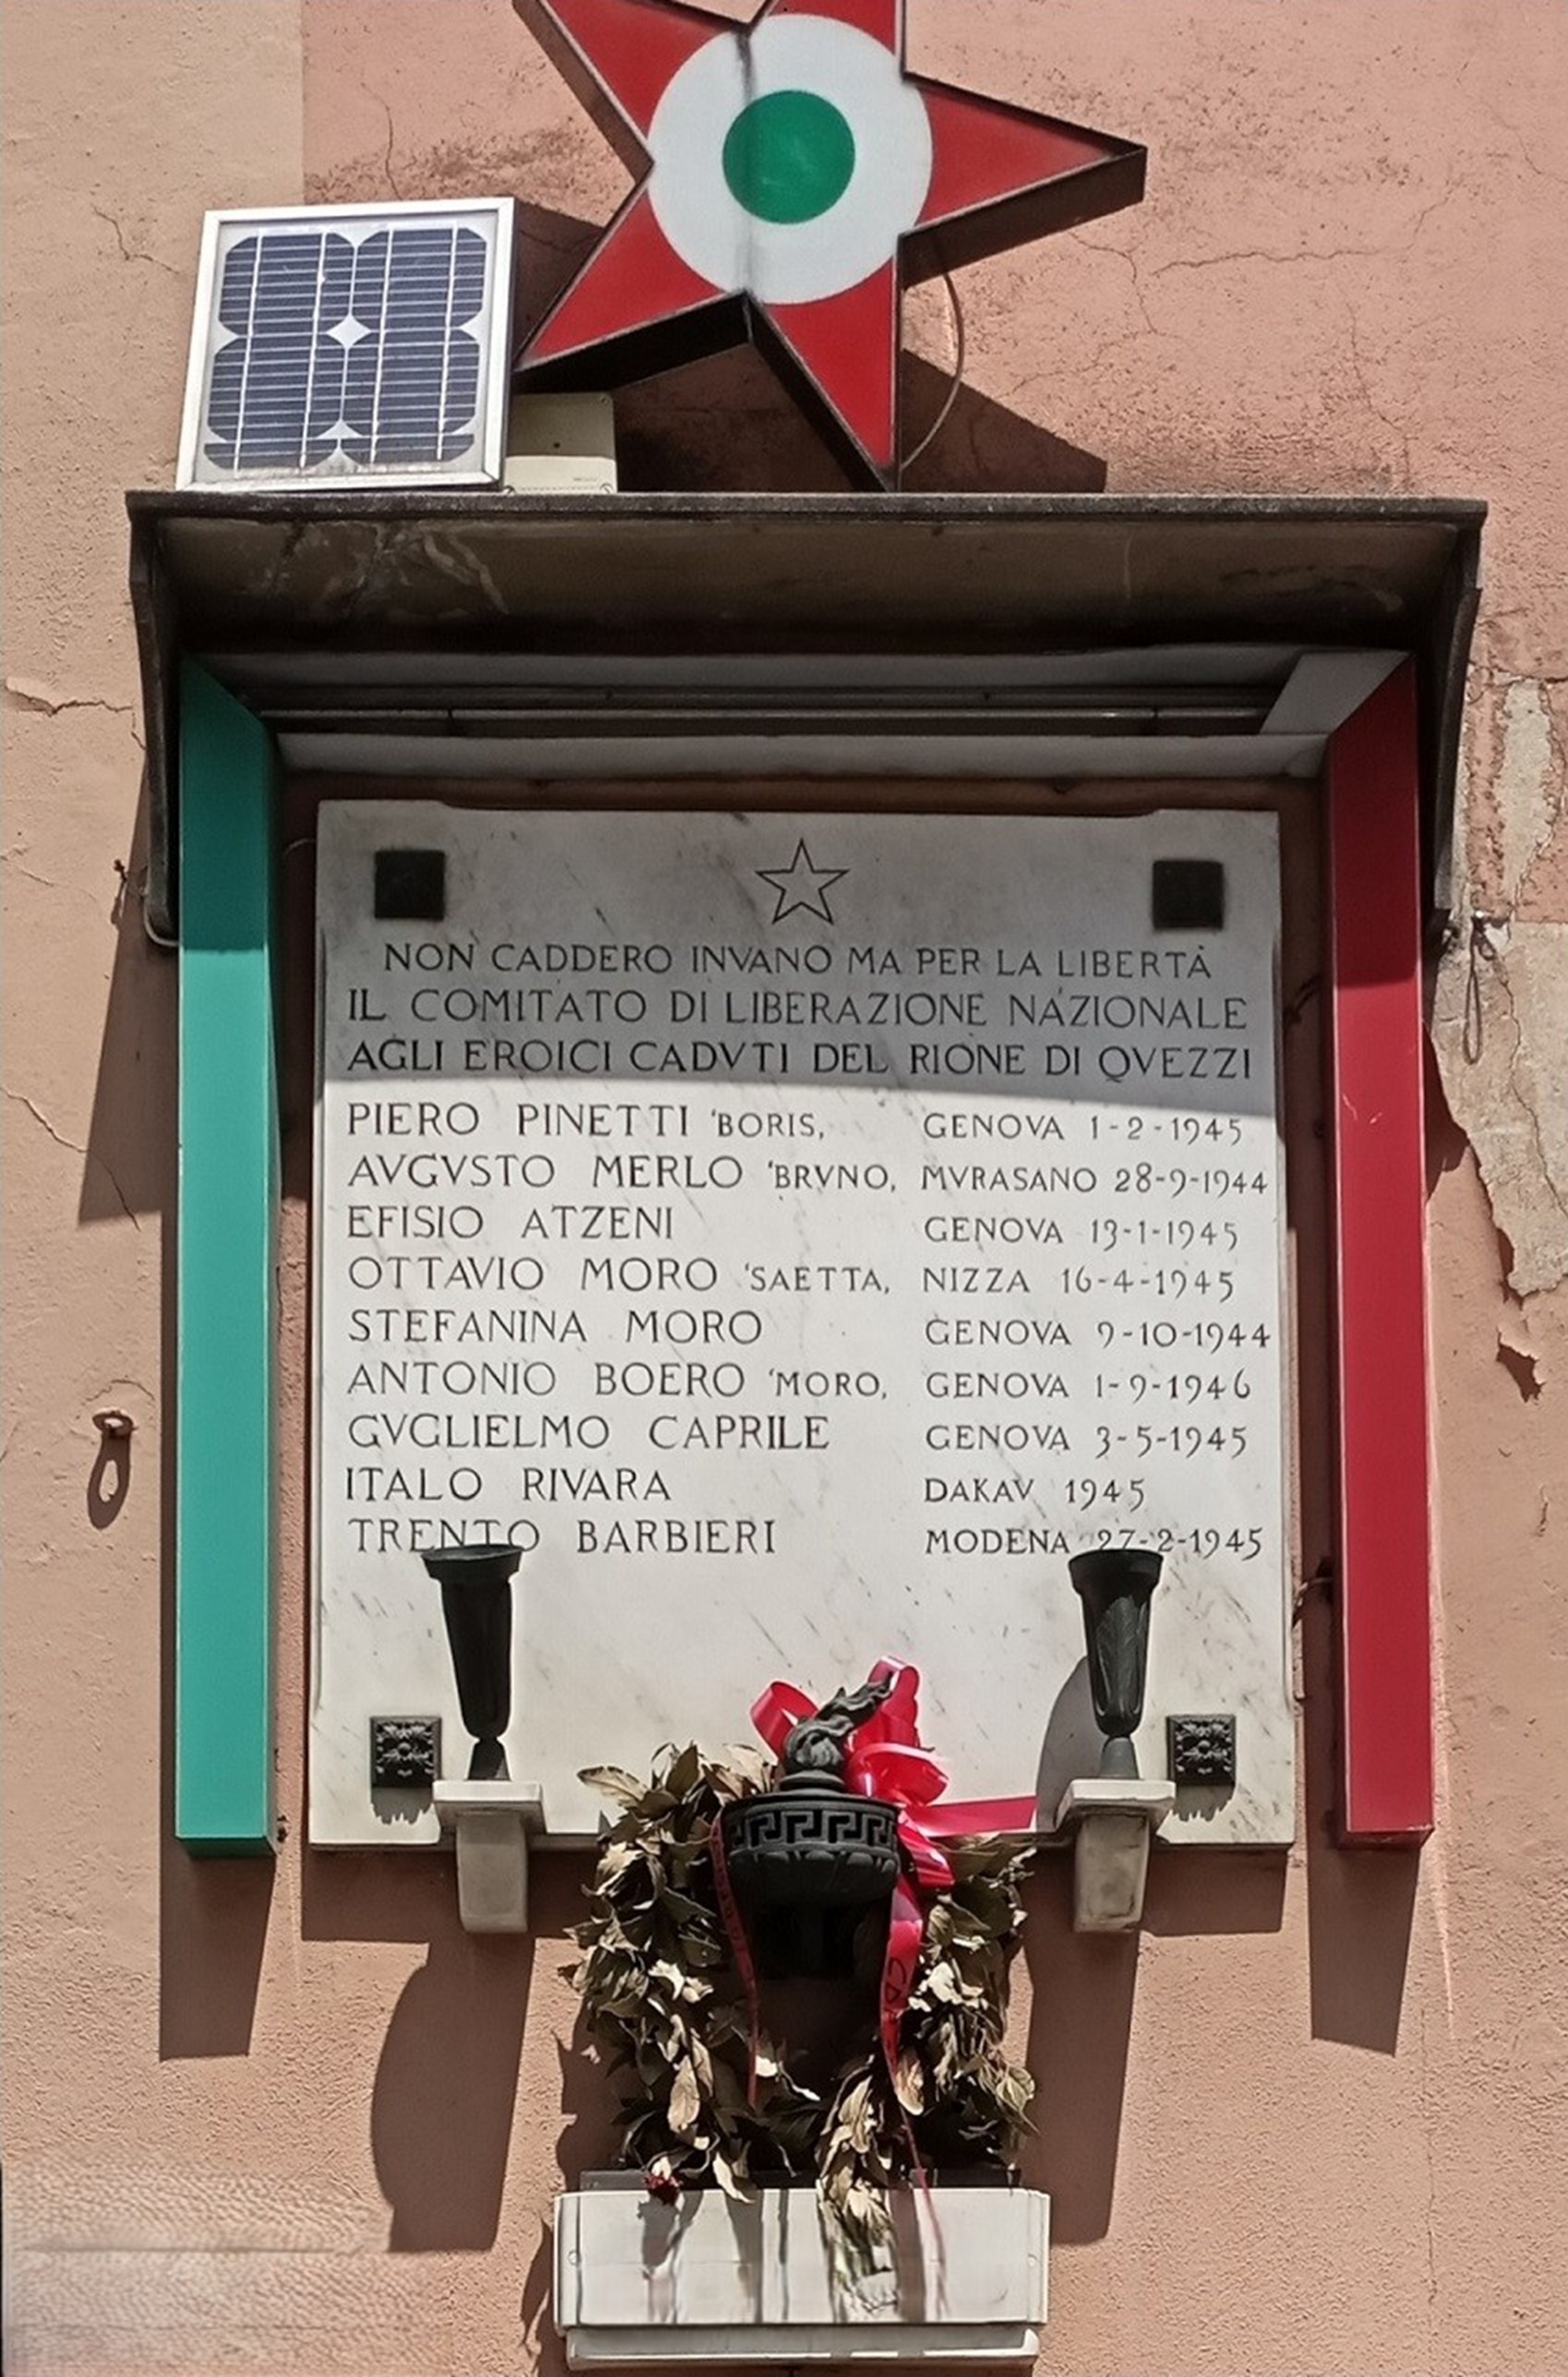 NON CADDERO INVANO MA PER LA LIBERTÀ
IL COMITATO DI LIBERAZIONE NAZIONALE
AGLI EROICI CADVTI DEL RIONE DI QVEZZI
PIERO PINETTI 'BORIS, GENOVA 1-2-1945
AVGVSTO MERLO 'BRVNO, MVRASANO 28-9-1944
EFISIO ATZENI GENOVA 13-1-1945
OTTAVIO MORO 'SAETTA, NIZZA 16-4-1945
STEFANINA MORO GENOVA 9-10-1944
ANTONIO BOERO 'MORO, GENOVA 1-9-1946
GVGLIELMO CAPRILE GENOVA 3-5-1945
ITALO RIVARA DAKAV 1945
TRENTO BARBIERI MODENA 27-2-1945